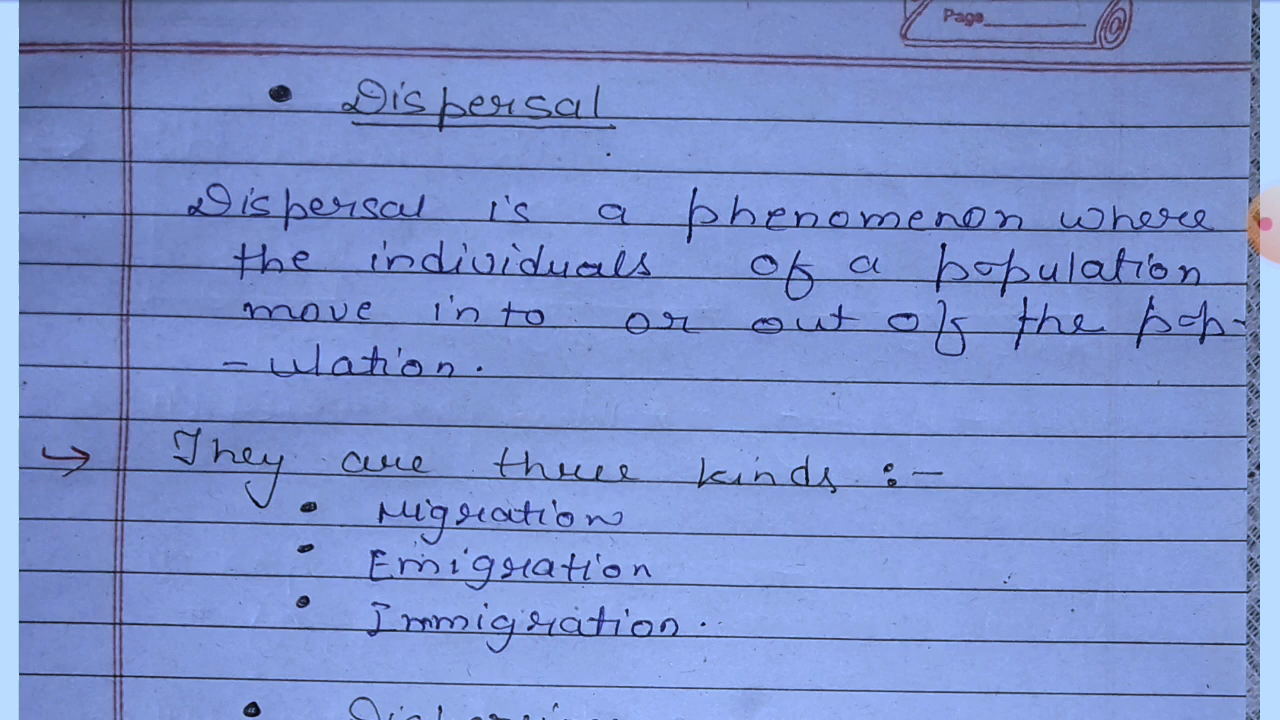 Page
• Dispersal
Dispersal is a phenomenon where
the individuals of a population
move into or out of the pop-
-ulation.
→ They are three kinds :-
• Migration
• Emigration
• Immigration.